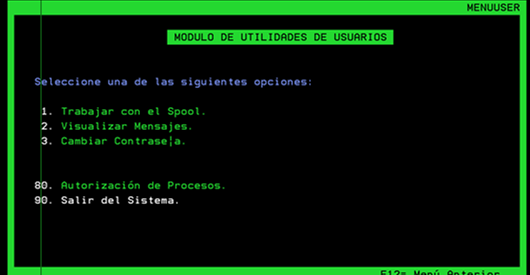 MENUUSER
MODULO DE UTILIDADES DE USUARIOS
Seleccione una de las siguientes opciones:
1. Trabajar con el Spool.
2. Visualizar Mensajes.
3. Cambiar Contrase¦a.
80. Autorización de Procesos.
90. Salir del Sistema.
F12= Menú Anterior